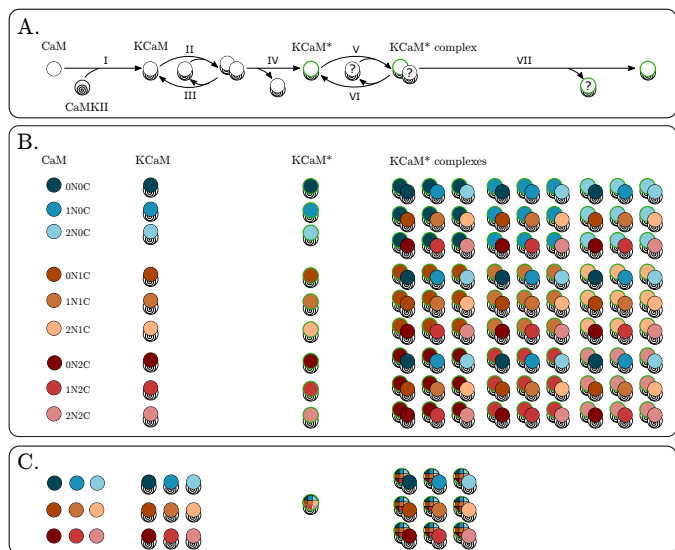 A.
CaM KCaM KCaM* KCaM* complex
I II III IV V VI VII
? ? ?
CaMKII
B.
CaM KCaM KCaM* KCaM* complexes
0N0C
1N0C
2N0C
0N1C
1N1C
2N1C
0N2C
1N2C
2N2C
C.